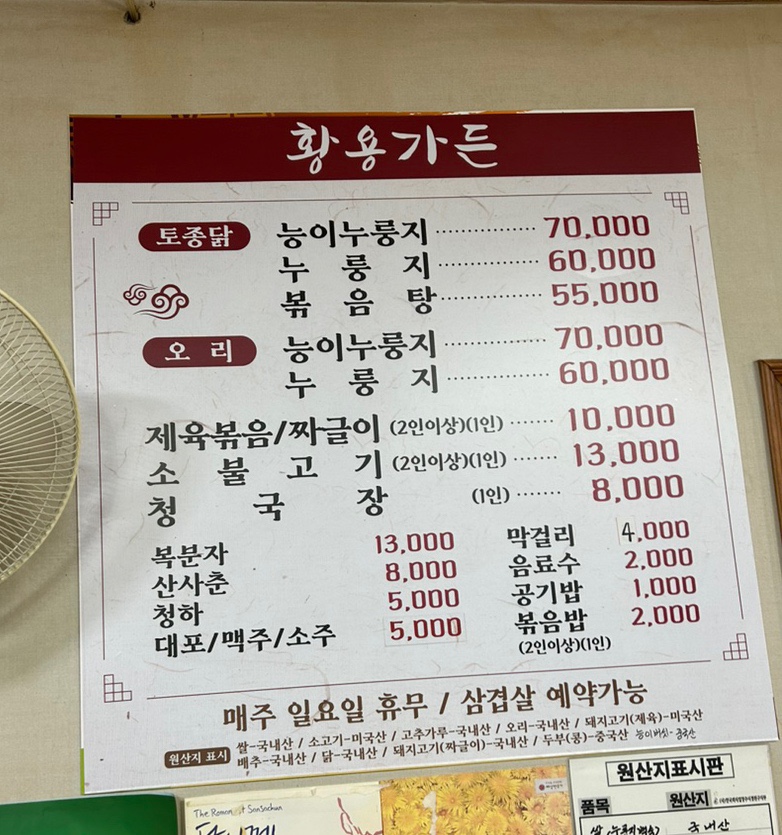 황용가든
토종닭 능이누룽지 70,000
누룽지 60,000
볶음탕 55,000
오리 능이누룽지 70,000
누룽지 60,000
제육볶음/짜글이 (2인이상)(1인) 10,000
소불고기 (2인이상)(1인) 13,000
청국장 (1인) 8,000
복분자 13,000
산사춘 8,000
청하 5,000
대포/맥주/소주 5,000
막걸리 4,000
음료수 2,000
공기밥 1,000
볶음밥 2,000
(2인이상)(1인)
매주 일요일 휴무 / 삼겹살 예약가능
원산지 표시
쌀-국내산 / 소고기-미국산 / 고추가루-국내산 / 오리-국내산 / 돼지고기(제육)-미국산
배추-국내산 / 닭-국내산 / 돼지고기(짜글이)-국내산 / 두부(콩)-중국산 능이버섯-중국산
The Roman
원산지표시판
품목 원산지
국내산